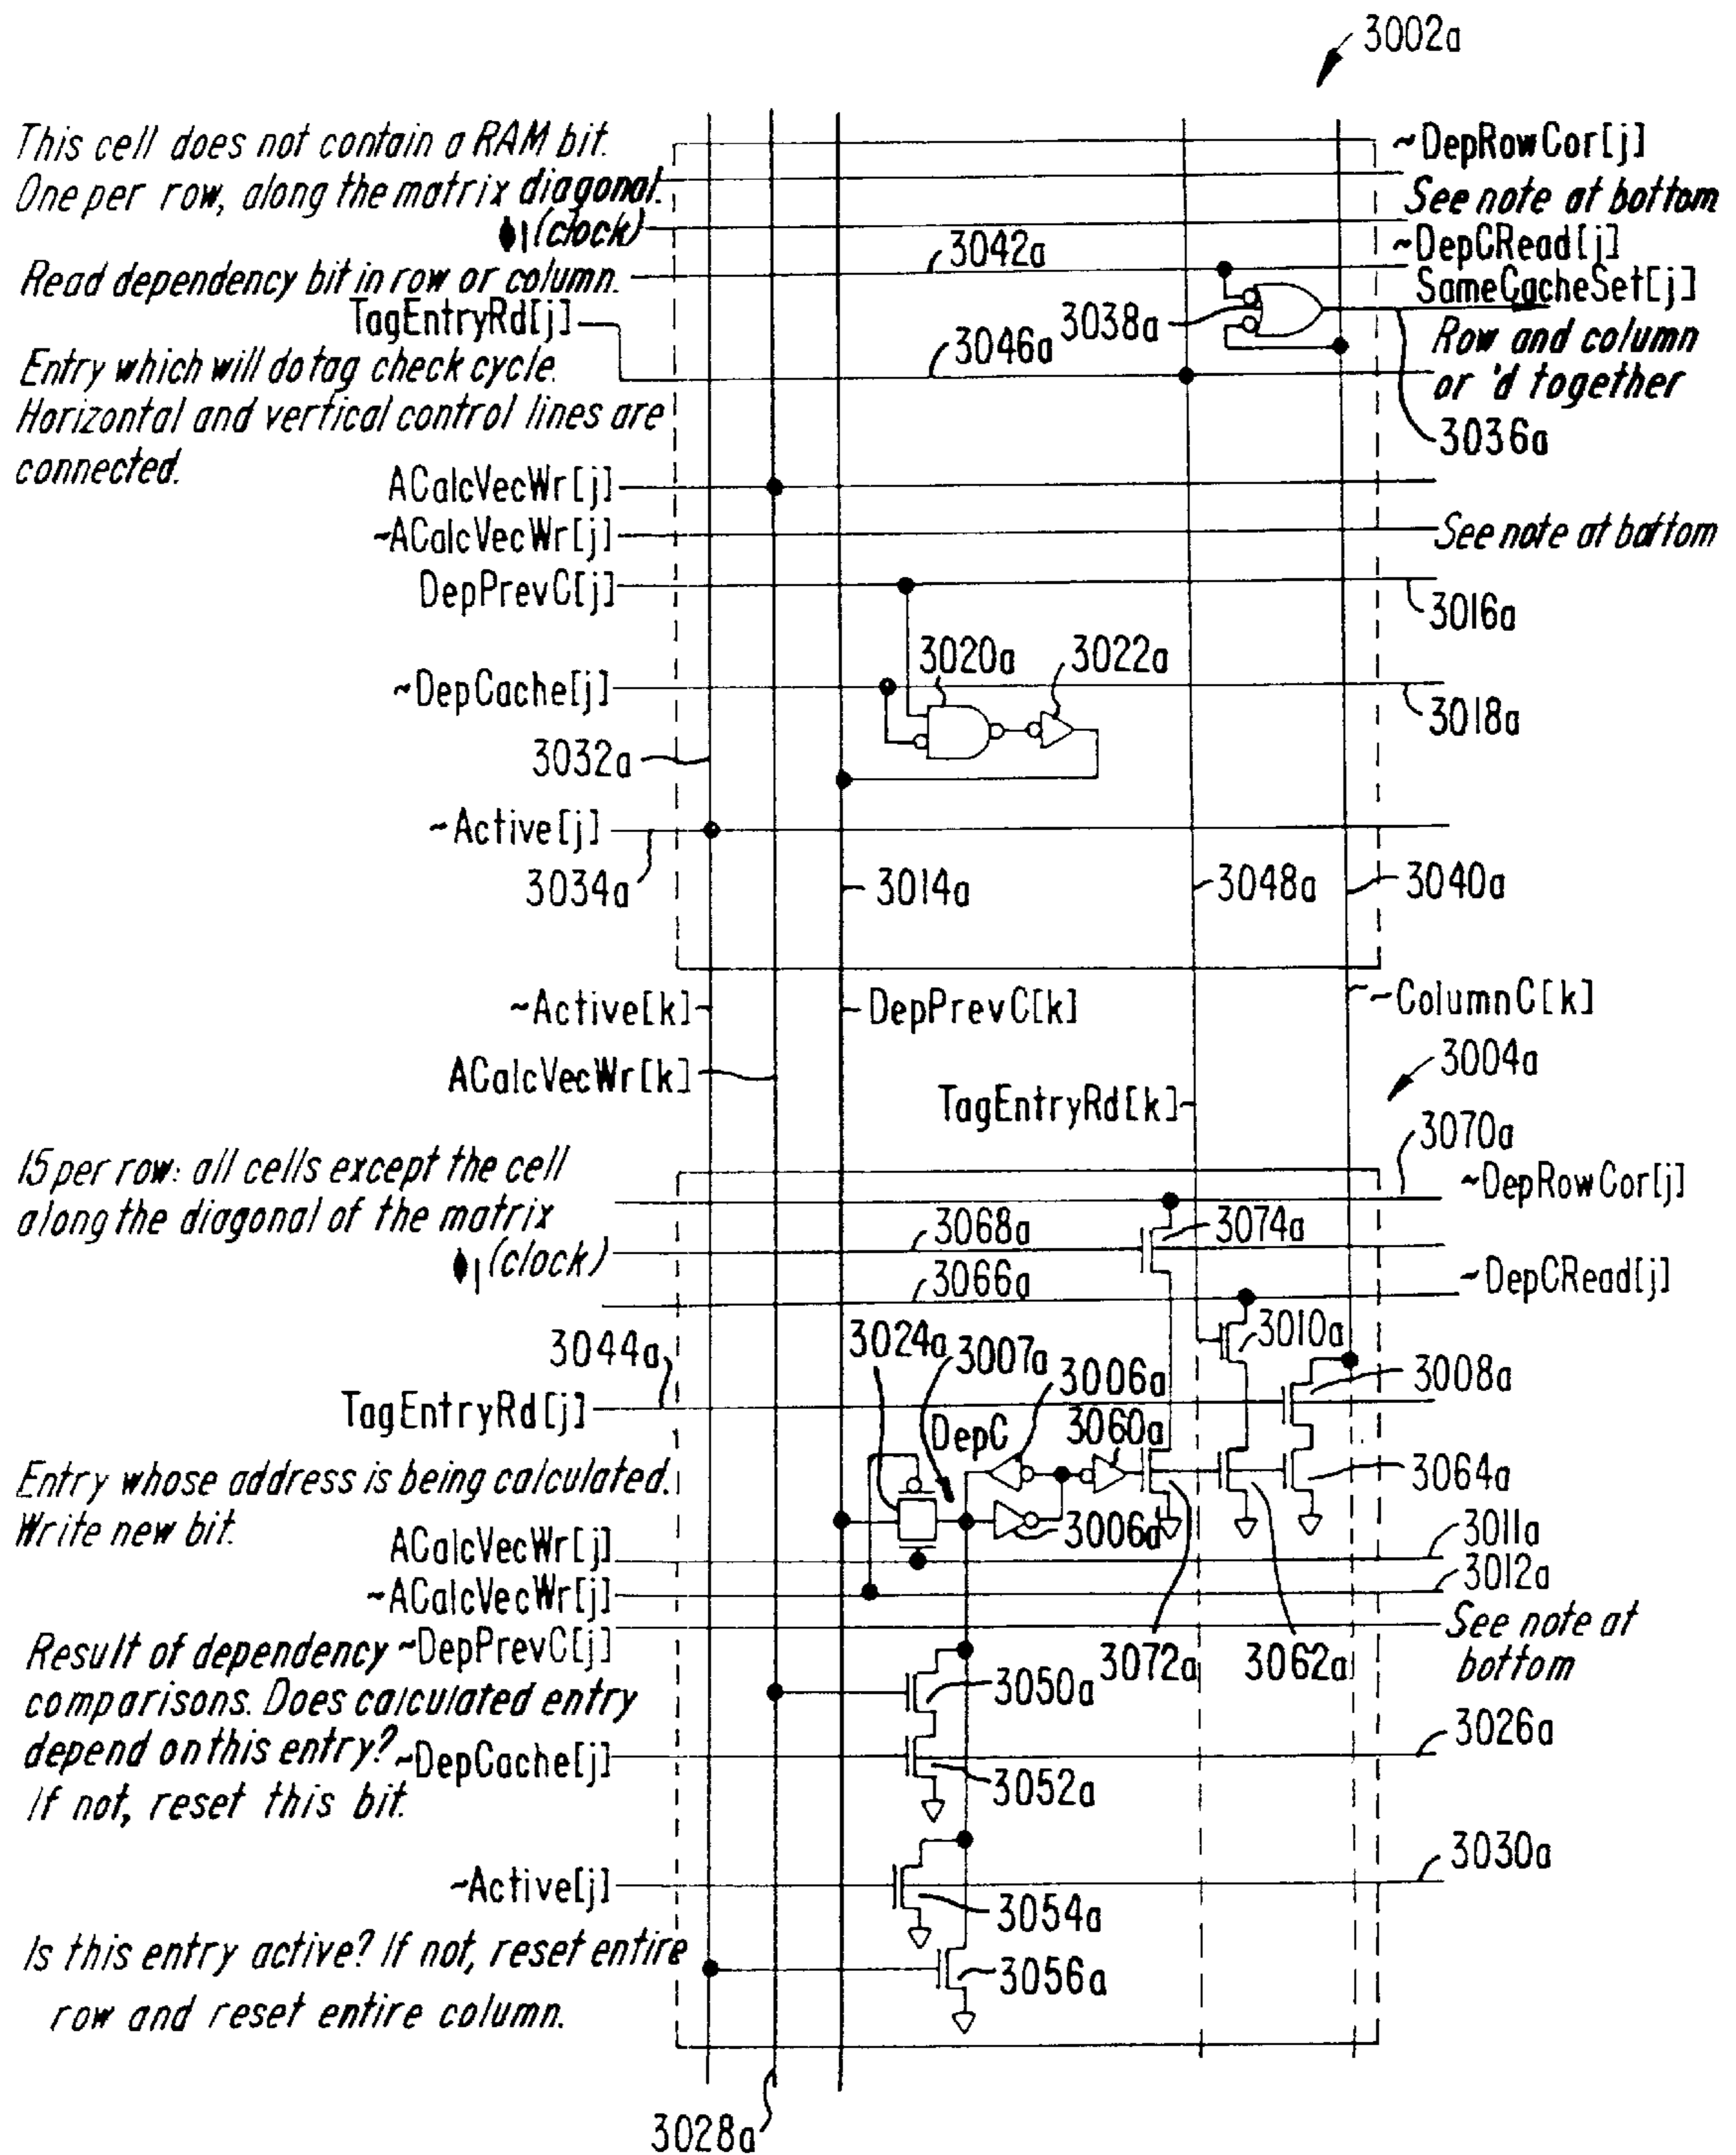 3002a
This cell does not contain a RAM bit.
One per row, along the matrix diagonal.
~DepRowCor[j]
See note at bottom
ϕ1 (clock)
~DepCRead[j]
3042a
Read dependency bit in row or column.
SameCacheSet[j]
TagEntryRd[j]
3038a
3046a
Row and column
or'd together
Entry which will do tag check cycle.
Horizontal and vertical control lines are
connected.
3036a
ACalcVecWr[j]
~ACalcVecWr[j]
See note at bottom
DepPrevC[j]
3016a
3020a
3022a
~DepCache[j]
3018a
3032a
~Active[j]
3034a
3014a
3048a
3040a
~Active[k]
DepPrevC[k]
~ColumnC[k]
ACalcVecWr[k]
3004a
TagEntryRd[k]
3070a
15 per row: all cells except the cell
along the diagonal of the matrix
~DepRowCor[j]
3068a
3074a
ϕ1 (clock)
3066a
~DepCRead[j]
3044a
3024a
3007a
3010a
3006a
3008a
TagEntryRd[j]
DepC
3060a
3064a
Entry whose address is being calculated.
Write new bit.
3006a
ACalcVecWr[j]
3011a
~ACalcVecWr[j]
3012a
See note at
bottom
Result of dependency
~DepPrevC[j]
3072a
3062a
comparisons. Does calculated entry
3050a
depend on this entry?
~DepCache[j]
3026a
If not, reset this bit.
3052a
~Active[j]
3030a
3054a
Is this entry active? If not, reset entire
row and reset entire column.
3056a
3028a